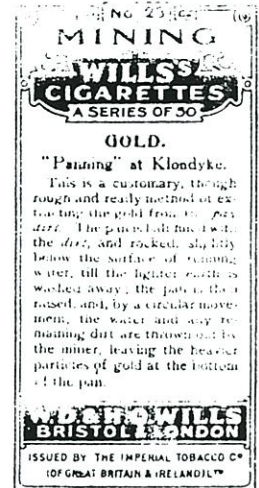 No 25
MINING
WILLS'S
CIGARETTES
A SERIES OF 50
GOLD.
"Panning" at Klondyke.
This is a customary, though
rough and ready method of ex-
tracting the gold from the pay
dirt. The pan is half filled with
the dirt, and rocked, slightly
below the surface of running
water, till the lighter earth is
washed away; the pan is then
raised, and, by a circular move-
ment, the water and any re-
maining dirt are thrown out by
the miner, leaving the heavier
particles of gold at the bottom
of the pan.
W.D & H.O WILLS
BRISTOL & LONDON
ISSUED BY THE IMPERIAL TOBACCO Co
(OF GREAT BRITAIN & IRELAND) LTD